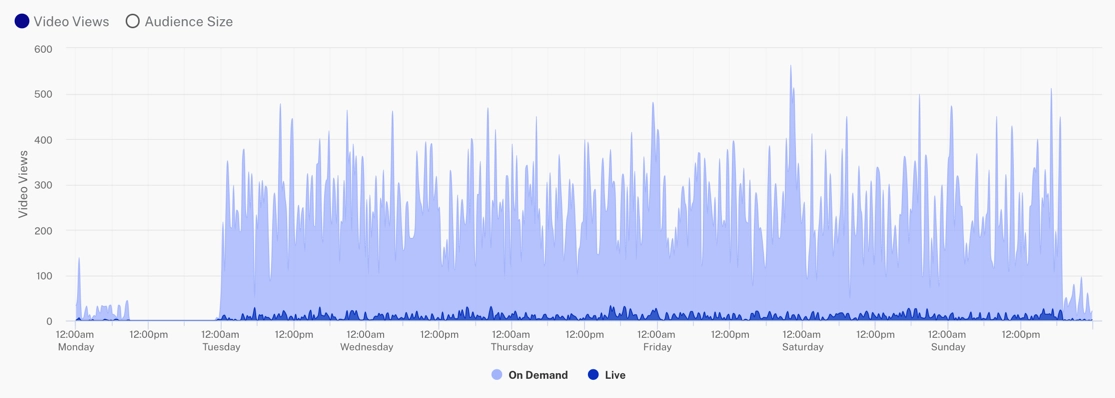 Video Views Audience Size
600
500
400
300
200
100
0
Video Views
12:00am 12:00pm 12:00am 12:00pm 12:00am 12:00pm 12:00am 12:00pm 12:00am 12:00pm 12:00am 12:00pm 12:00am 12:00pm
Monday Tuesday Wednesday Thursday Friday Saturday Sunday
On Demand Live